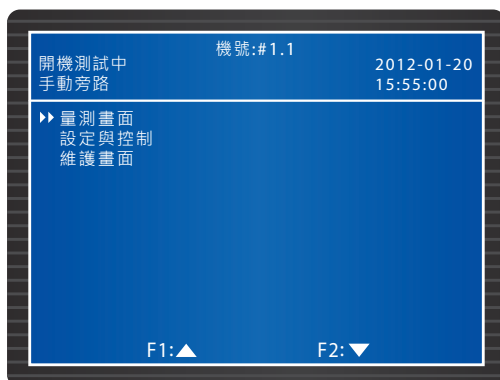 機號:#1.1
開機測試中 2012-01-20
手動旁路 15:55:00
量測畫面
設定與控制
維護畫面
F1:▲ F2:▼